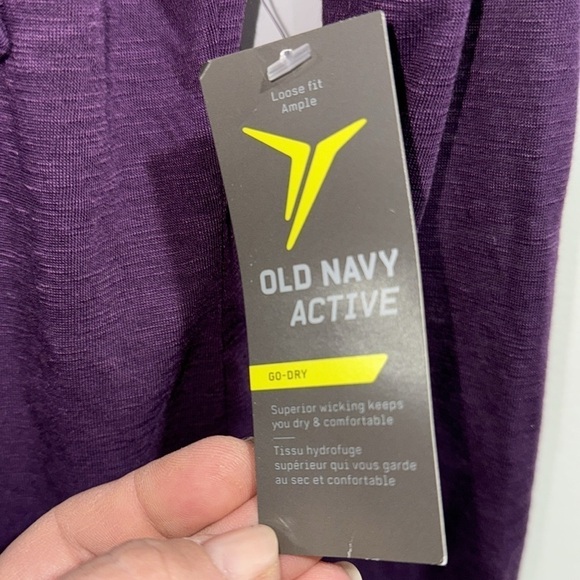 Loose fit
Ample
OLD NAVY
ACTIVE
GO-DRY
Superior wicking keeps
you dry & comfortable
Tissu hydrofuge
supérieur qui vous garde
au sec et confortable